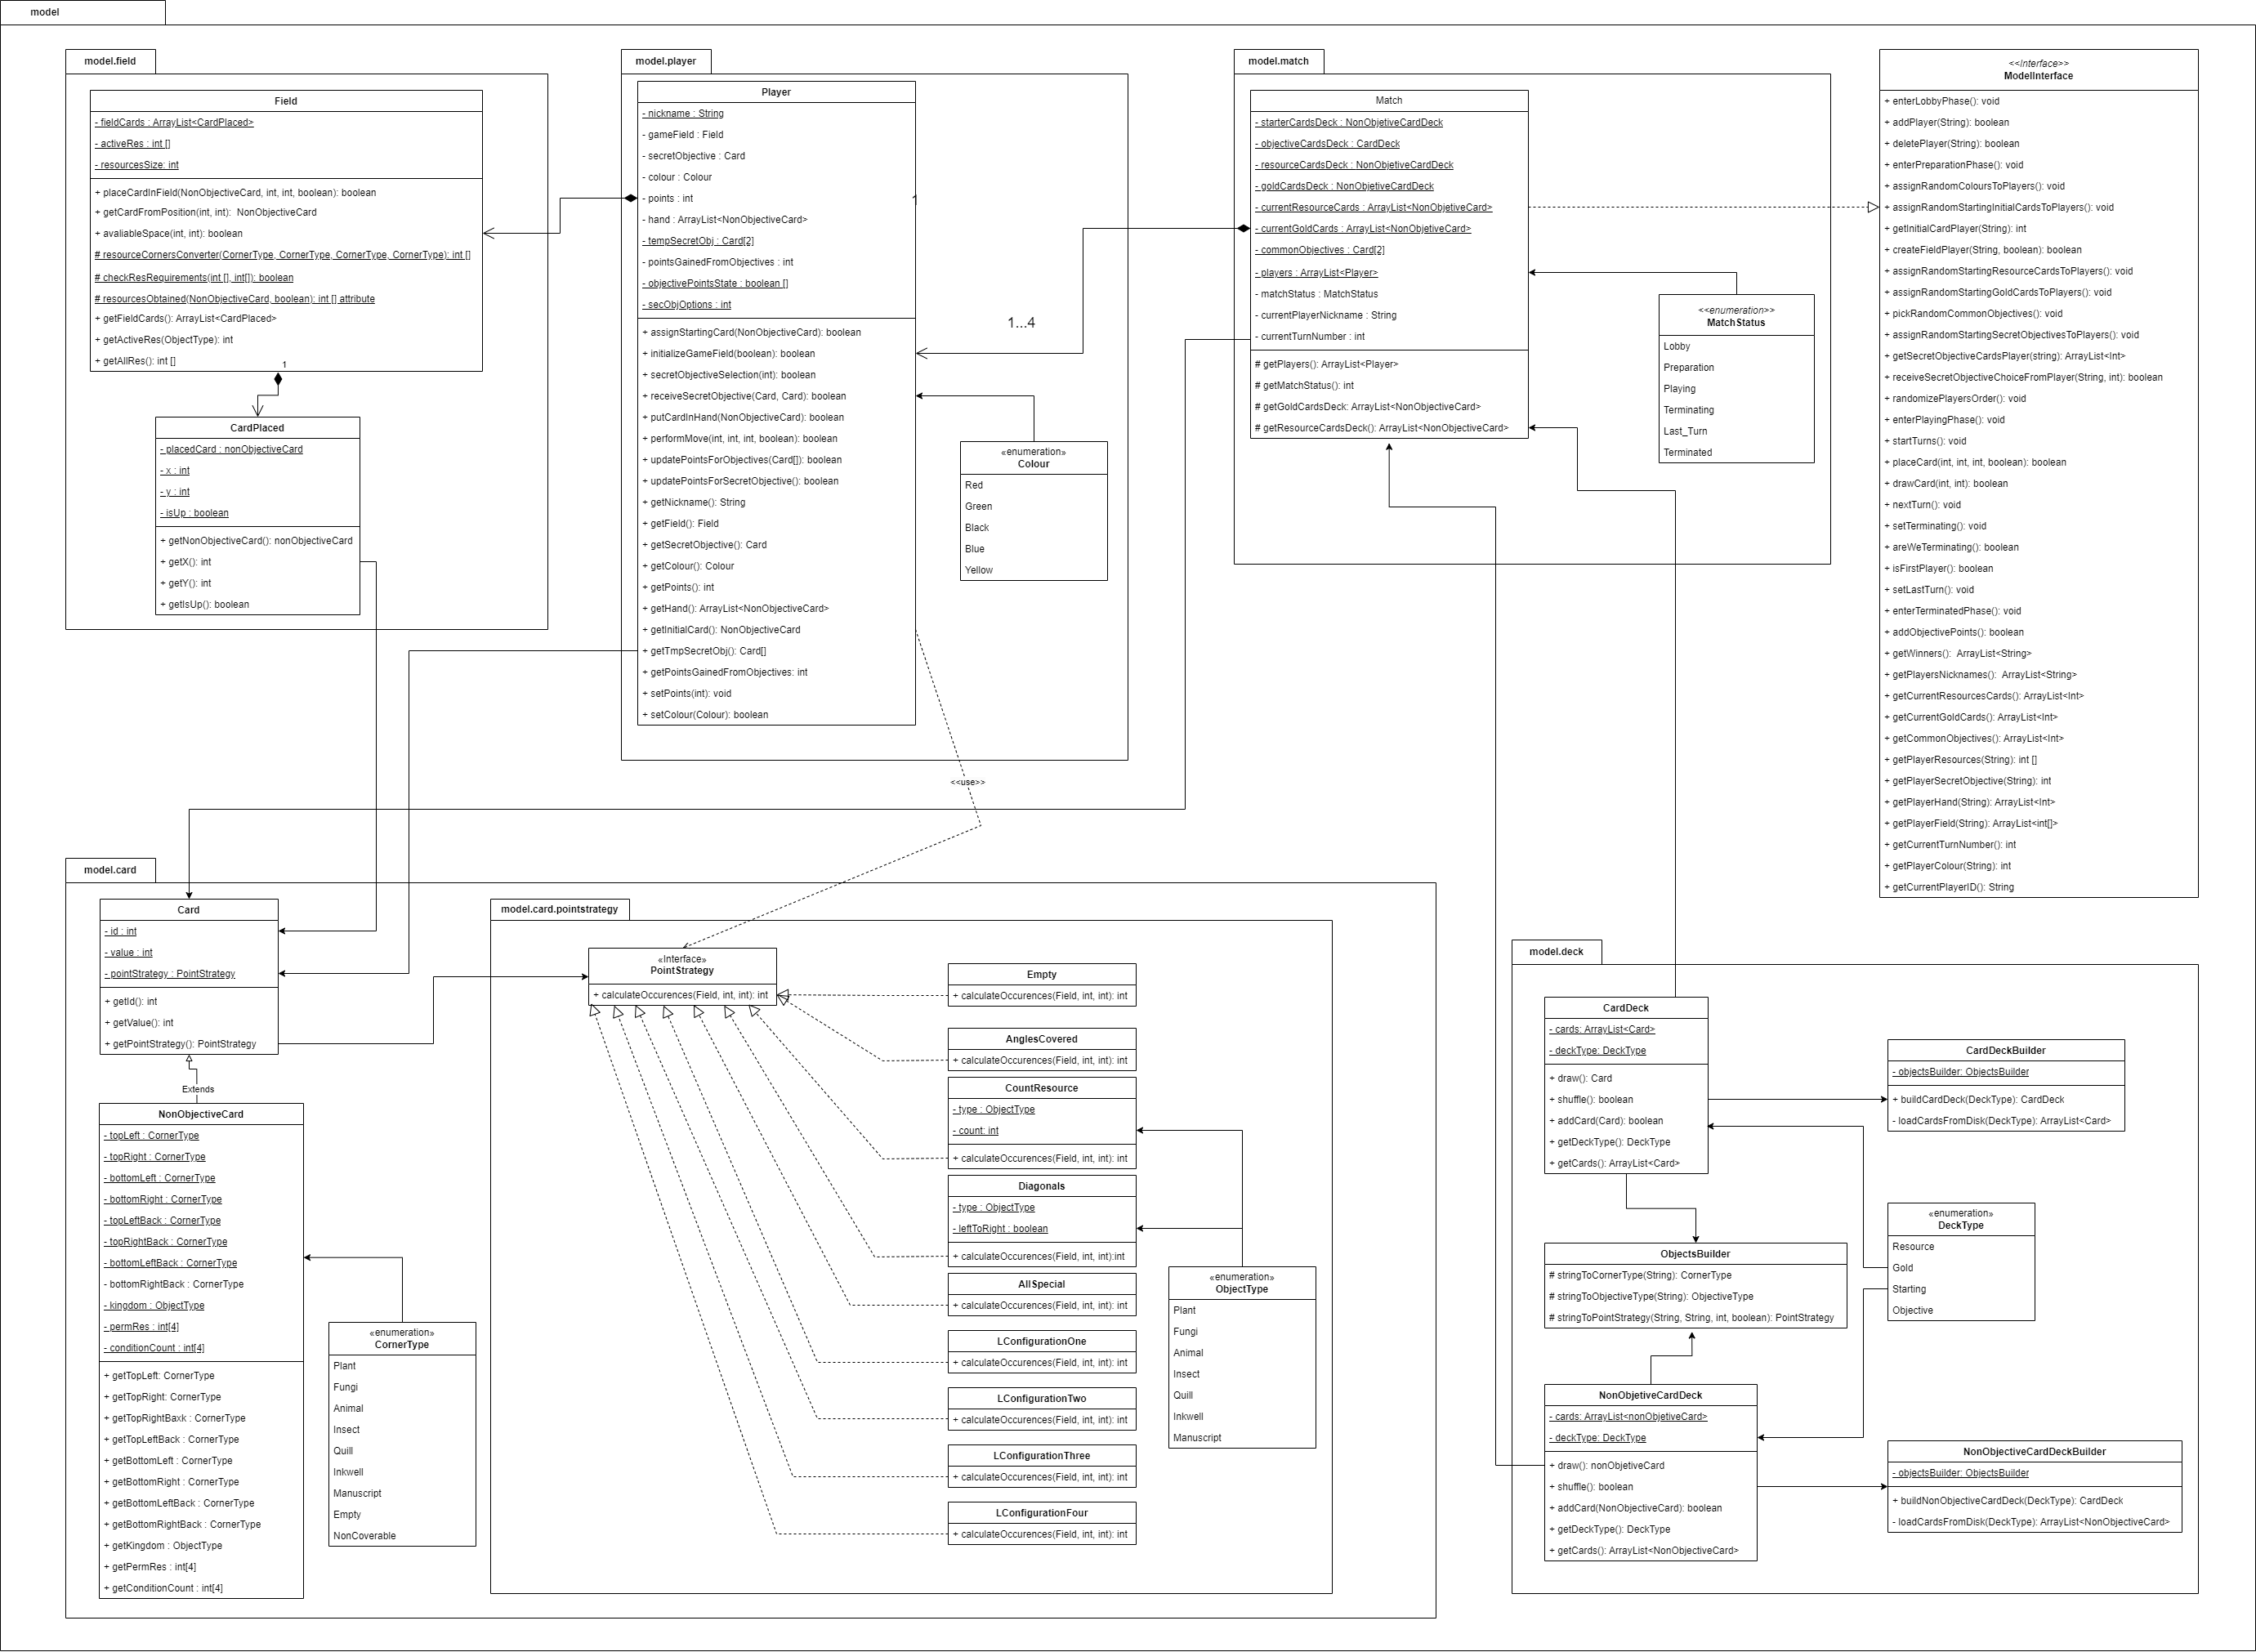 model
model.field
Field
- fieldCards : ArrayList<CardPlaced>
- activeRes : int []
- resourcesSize: int
+ placeCardInField(NonObjectiveCard, int, int, boolean): boolean
+ getCardFromPosition(int, int):  NonObjectiveCard
+ avaliableSpace(int, int): boolean
# resourceCornersConverter(CornerType, CornerType, CornerType, CornerType): int []
# checkResRequirements(int [], int[]): boolean
# resourcesObtained(NonObjectiveCard, boolean): int [] attribute
+ getFieldCards(): ArrayList<CardPlaced>
+ getActiveRes(ObjectType): int
+ getAllRes(): int []
1
CardPlaced
- placedCard : nonObjectiveCard
- x : int
- y : int
- isUp : boolean
+ getNonObjectiveCard(): nonObjectiveCard
+ getX(): int
+ getY(): int
+ getIsUp(): boolean
model.player
Player
- nickname : String
- gameField : Field
- secretObjective : Card
- colour : Colour
- points : int
- hand : ArrayList<NonObjectiveCard>
- tempSecretObj : Card[2]
- pointsGainedFromObjectives : int
- objectivePointsState : boolean []
- secObjOptions : int
+ assignStartingCard(NonObjectiveCard): boolean
+ initializeGameField(boolean): boolean
+ secretObjectiveSelection(int): boolean
+ receiveSecretObjective(Card, Card): boolean
+ putCardInHand(NonObjectiveCard): boolean
+ performMove(int, int, int, boolean): boolean
+ updatePointsForObjectives(Card[]): boolean
+ updatePointsForSecretObjective(): boolean
+ getNickname(): String
+ getField(): Field
+ getSecretObjective(): Card
+ getColour(): Colour
+ getPoints(): int
+ getHand(): ArrayList<NonObjectiveCard>
+ getInitialCard(): NonObjectiveCard
+ getTmpSecretObj(): Card[]
+ getPointsGainedFromObjectives: int
+ setPoints(int): void
+ setColour(Colour): boolean
1
1...4
«enumeration»
Colour
Red
Green
Black
Blue
Yellow
<<use>>
model.match
Match
- starterCardsDeck : NonObjetiveCardDeck
- objectiveCardsDeck : CardDeck
- resourceCardsDeck : NonObjetiveCardDeck
- goldCardsDeck : NonObjetiveCardDeck
- currentResourceCards : ArrayList<NonObjetiveCard>
- currentGoldCards : ArrayList<NonObjetiveCard>
- commonObjectives : Card[2]
- players : ArrayList<Player>
- matchStatus : MatchStatus
- currentPlayerNickname : String
- currentTurnNumber : int
# getPlayers(): ArrayList<Player>
# getMatchStatus(): int
# getGoldCardsDeck: ArrayList<NonObjectiveCard>
# getResourceCardsDeck(): ArrayList<NonObjectiveCard>
<<enumeration>>
MatchStatus
Lobby
Preparation
Playing
Terminating
Last_Turn
Terminated
<<Interface>>
ModelInterface
+ enterLobbyPhase(): void
+ addPlayer(String): boolean
+ deletePlayer(String): boolean
+ enterPreparationPhase(): void
+ assignRandomColoursToPlayers(): void
+ assignRandomStartingInitialCardsToPlayers(): void
+ getInitialCardPlayer(String): int
+ createFieldPlayer(String, boolean): boolean
+ assignRandomStartingResourceCardsToPlayers(): void
+ assignRandomStartingGoldCardsToPlayers(): void
+ pickRandomCommonObjectives(): void
+ assignRandomStartingSecretObjectivesToPlayers(): void
+ getSecretObjectiveCardsPlayer(string): ArrayList<Int>
+ receiveSecretObjectiveChoiceFromPlayer(String, int): boolean
+ randomizePlayersOrder(): void
+ enterPlayingPhase(): void
+ startTurns(): void
+ placeCard(int, int, int, boolean): boolean
+ drawCard(int, int): boolean
+ nextTurn(): void
+ setTerminating(): void
+ areWeTerminating(): boolean
+ isFirstPlayer(): boolean
+ setLastTurn(): void
+ enterTerminatedPhase(): void
+ addObjectivePoints(): boolean
+ getWinners():  ArrayList<String>
+ getPlayersNicknames():  ArrayList<String>
+ getCurrentResourcesCards(): ArrayList<Int>
+ getCurrentGoldCards(): ArrayList<Int>
+ getCommonObjectives(): ArrayList<Int>
+ getPlayerResources(String): int []
+ getPlayerSecretObjective(String): int
+ getPlayerHand(String): ArrayList<Int>
+ getPlayerField(String): ArrayList<int[]>
+ getCurrentTurnNumber(): int
+ getPlayerColour(String): int
+ getCurrentPlayerID(): String
model.card
Card
- id : int
- value : int
- pointStrategy : PointStrategy
+ getId(): int
+ getValue(): int
+ getPointStrategy(): PointStrategy
Extends
NonObjectiveCard
- topLeft : CornerType
- topRight : CornerType
- bottomLeft : CornerType
- bottomRight : CornerType
- topLeftBack : CornerType
- topRightBack : CornerType
- bottomLeftBack : CornerType
- bottomRightBack : CornerType
- kingdom : ObjectType
- permRes : int[4]
- conditionCount : int[4]
+ getTopLeft: CornerType
+ getTopRight: CornerType
+ getTopRightBaxk : CornerType
+ getTopLeftBack : CornerType
+ getBottomLeft : CornerType
+ getBottomRight : CornerType
+ getBottomLeftBack : CornerType
+ getBottomRightBack : CornerType
+ getKingdom : ObjectType
+ getPermRes : int[4]
+ getConditionCount : int[4]
«enumeration»
CornerType
Plant
Fungi
Animal
Insect
Quill
Inkwell
Manuscript
Empty
NonCoverable
model.card.pointstrategy
«Interface»
PointStrategy
+ calculateOccurences(Field, int, int): int
Empty
+ calculateOccurences(Field, int, int): int
AnglesCovered
+ calculateOccurences(Field, int, int): int
CountResource
- type : ObjectType
- count: int
+ calculateOccurences(Field, int, int): int
Diagonals
- type : ObjectType
- leftToRight : boolean
+ calculateOccurences(Field, int, int):int
AllSpecial
+ calculateOccurences(Field, int, int): int
LConfigurationOne
+ calculateOccurences(Field, int, int): int
LConfigurationTwo
+ calculateOccurences(Field, int, int): int
LConfigurationThree
+ calculateOccurences(Field, int, int): int
LConfigurationFour
+ calculateOccurences(Field, int, int): int
«enumeration»
ObjectType
Plant
Fungi
Animal
Insect
Quill
Inkwell
Manuscript
model.deck
CardDeck
- cards: ArrayList<Card>
- deckType: DeckType
+ draw(): Card
+ shuffle(): boolean
+ addCard(Card): boolean
+ getDeckType(): DeckType
+ getCards(): ArrayList<Card>
CardDeckBuilder
- objectsBuilder: ObjectsBuilder
+ buildCardDeck(DeckType): CardDeck
- loadCardsFromDisk(DeckType): ArrayList<Card>
«enumeration»
DeckType
Resource
Gold
Starting
Objective
ObjectsBuilder
# stringToCornerType(String): CornerType
# stringToObjectiveType(String): ObjectiveType
# stringToPointStrategy(String, String, int, boolean): PointStrategy
NonObjetiveCardDeck
- cards: ArrayList<nonObjetiveCard>
- deckType: DeckType
+ draw(): nonObjetiveCard
+ shuffle(): boolean
+ addCard(NonObjectiveCard): boolean
+ getDeckType(): DeckType
+ getCards(): ArrayList<NonObjectiveCard>
NonObjectiveCardDeckBuilder
- objectsBuilder: ObjectsBuilder
+ buildNonObjectiveCardDeck(DeckType): CardDeck
- loadCardsFromDisk(DeckType): ArrayList<NonObjectiveCard>